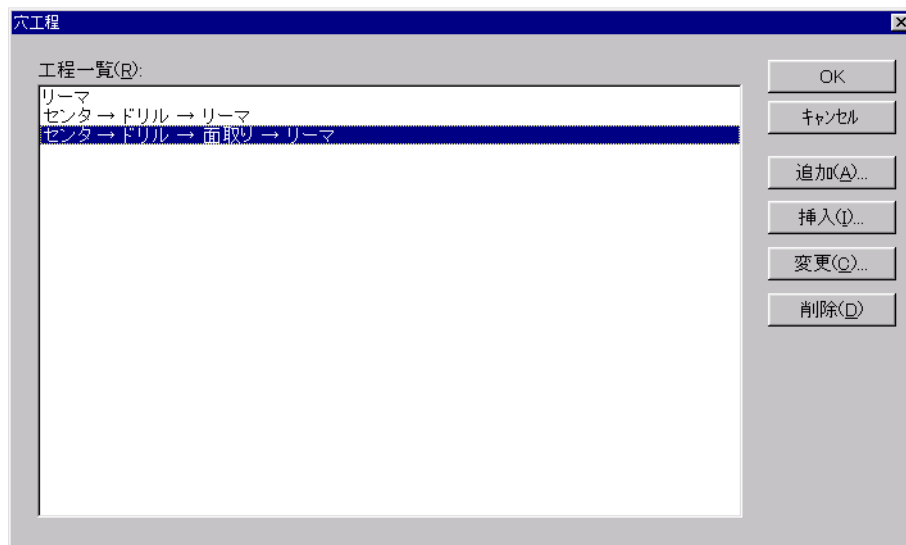 穴工程
工程一覧(R):
リーマ
センタ → ドリル → リーマ
センタ → ドリル → 面取り → リーマ
OK
キャンセル
追加(A)...
挿入(I)...
変更(C)...
削除(D)